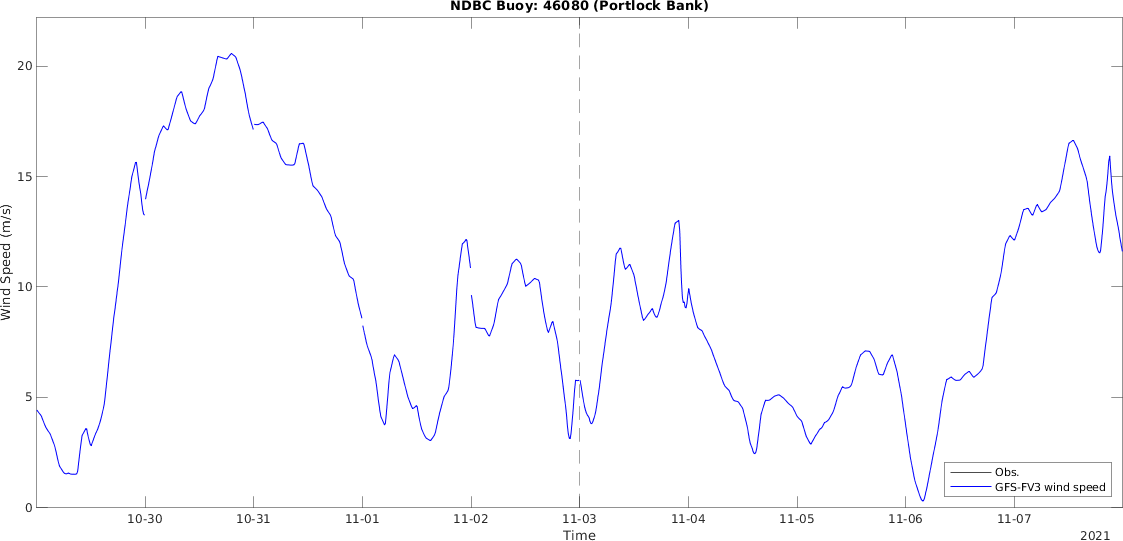 NDBC Buoy: 46080 (Portlock Bank)
Wind Speed (m/s)
20
15
10
5
0
10-30 10-31 11-01 11-02 11-03 11-04 11-05 11-06 11-07
Time
2021
Obs.
GFS-FV3 wind speed